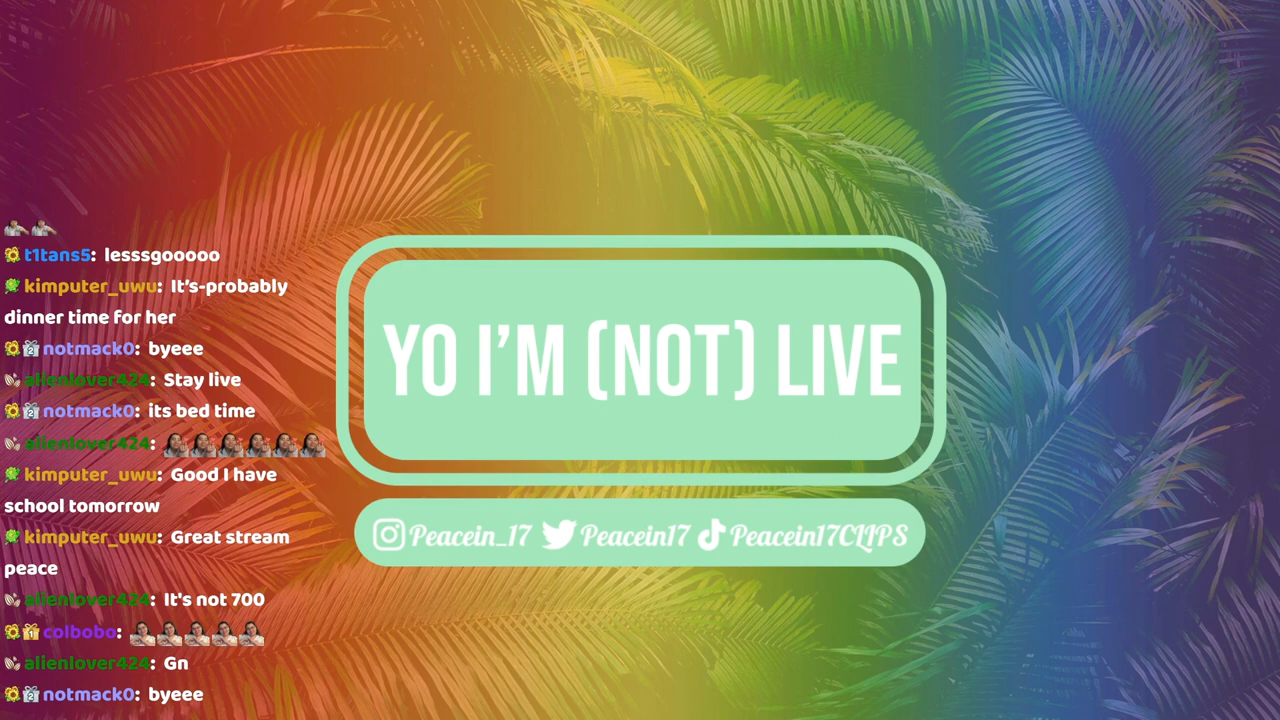 t1tans5: lesssgooooo
kimputer_uwu: It's-probably
dinner time for her
notmack0: byeee
alienlover424: Stay live
notmack0: its bed time
alienlover424:
kimputer_uwu: Good I have
school tomorrow
kimputer_uwu: Great stream
peace
alienlover424: It's not 700
colbobo:
alienlover424: Gn
notmack0: byeee
YO I'M (NOT) LIVE
Peacein_17 Peacein17 Peacein17CLIPS